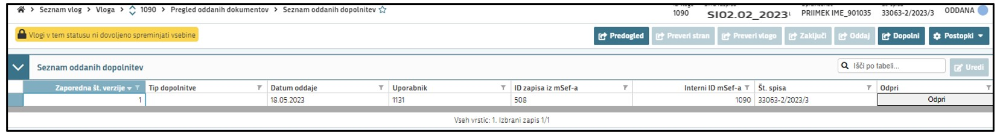 Seznam vlog > Vloga > 1090 > Pregled oddanih dokumentov > Seznam oddanih dopolnitev
1090 SI02.02_2023 PRIIMEK IME_901035 33063-2/2023/3 ODDANA
Vlogi v tem statusu ni dovoljeno spreminjati vsebine
Predogled Preveri stran Preveri vlogo Zaključi Oddaj Dopolni Postopki
Seznam oddanih dopolnitev Išči po tabeli... Uredi
Zaporedna št. verzije Tip dopolnitve Datum oddaje Uporabnik ID zapisa iz mSef-a Interni ID mSef-a Št. spisa Odpri
1 18.05.2023 1131 508 1090 33063-2/2023/3 Odpri
Vseh vrstic: 1. Izbrani zapis 1/1